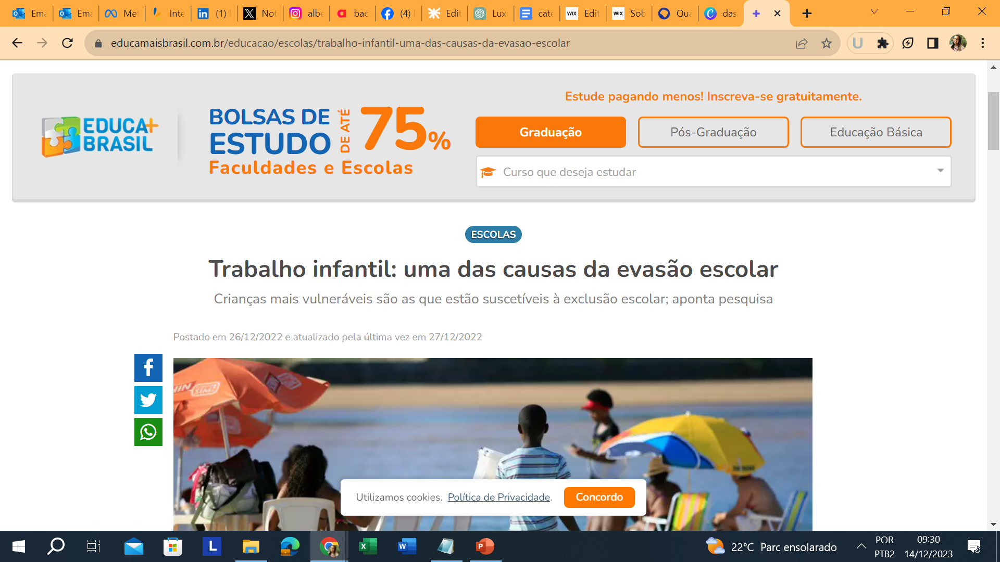 Ema
Ema
Met
Inte
(1)
Not
albe
bac
(4)
Edit
Lux
cate
WIX
Edit
WIX
Sob
Qua
das
educamaisbrasil.com.br/educacao/escolas/trabalho-infantil-uma-das-causas-da-evasao-escolar
U
EDUCA+
BRASIL
BOLSAS DE
ESTUDO
DE ATÉ
75%
Faculdades e Escolas
Estude pagando menos! Inscreva-se gratuitamente.
Graduação
Pós-Graduação
Educação Básica
Curso que deseja estudar
ESCOLAS
Trabalho infantil: uma das causas da evasão escolar
Crianças mais vulneráveis são as que estão suscetíveis à exclusão escolar; aponta pesquisa
Postado em 26/12/2022 e atualizado pela última vez em 27/12/2022
Utilizamos cookies. Política de Privacidade.
Concordo
L
22°C Parc ensolarado
POR
PTB2
09:30
14/12/2023